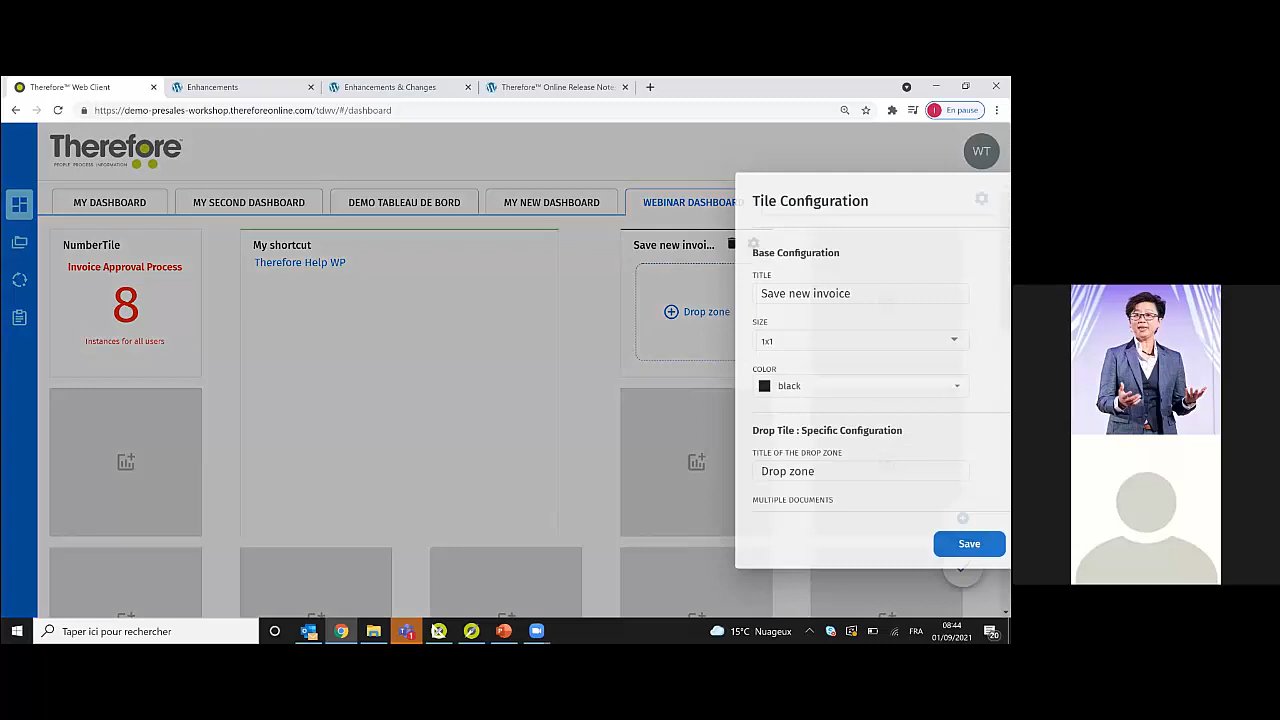 Therefore™ Web Client
Enhancements
Enhancements & Changes
Therefore™ Online Release Note
https://demo-presales-workshop.thereforeonline.com/tdwv/#/dashboard
En pause
Therefore
PEOPLE PROCESS INFORMATION
WT
MY DASHBOARD
MY SECOND DASHBOARD
DEMO TABLEAU DE BORD
MY NEW DASHBOARD
WEBINAR DASHBOARD
NumberTile
Invoice Approval Process
8
Instances for all users
My shortcut
Therefore Help WP
Save new invoi...
Drop zone
Tile Configuration
Base Configuration
TITLE
Save new invoice
SIZE
1x1
COLOR
black
Drop Tile : Specific Configuration
TITLE OF THE DROP ZONE
Drop zone
MULTIPLE DOCUMENTS
Save
Taper ici pour rechercher
15°C Nuageux
FRA
08:44
01/09/2021
20